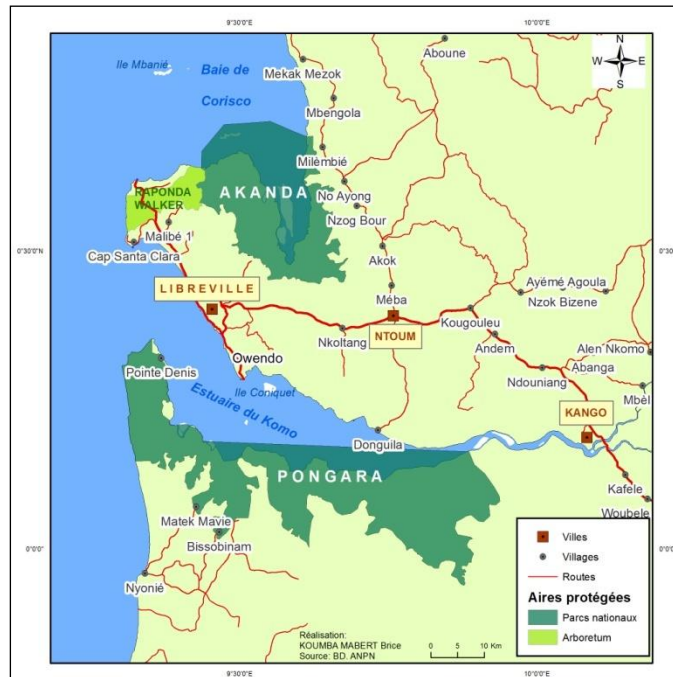 9°30'0"E
10°0'0"E
Aboune
Ile Mbanié
Baie de
Corisco
Mekak Mezok
N
W
E
S
Mbengola
Milèmbié
RAPONDA
WALKER
AKANDA
No Ayong
Nzog Bour
Malibé 1
Cap Santa Clara
0°30'0"N
Akok
Ayëmé Agoula
LIBREVILLE
Méba
Nzok Bizene
NTOUM
Kougouleu
Nkoltang
Andem
Alen Nkomo
Owendo
Abanga
Pointe Denis
Ndouniang
Ile Coniquet
Mbèl
Estuaire du Komo
KANGO
Donguila
PONGARA
Kafele
Matek Mavie
Woubele
Bissobinam
0°0'0"
0°0'0"
Nyonié
Villes
Villages
Routes
Aires protégées
Parcs nationaux
Arboretum
Réalisation:
KOUMBA MABERT Brice
Source: BD. ANPN
0
5
10 Km
9°30'0"E
10°0'0"E